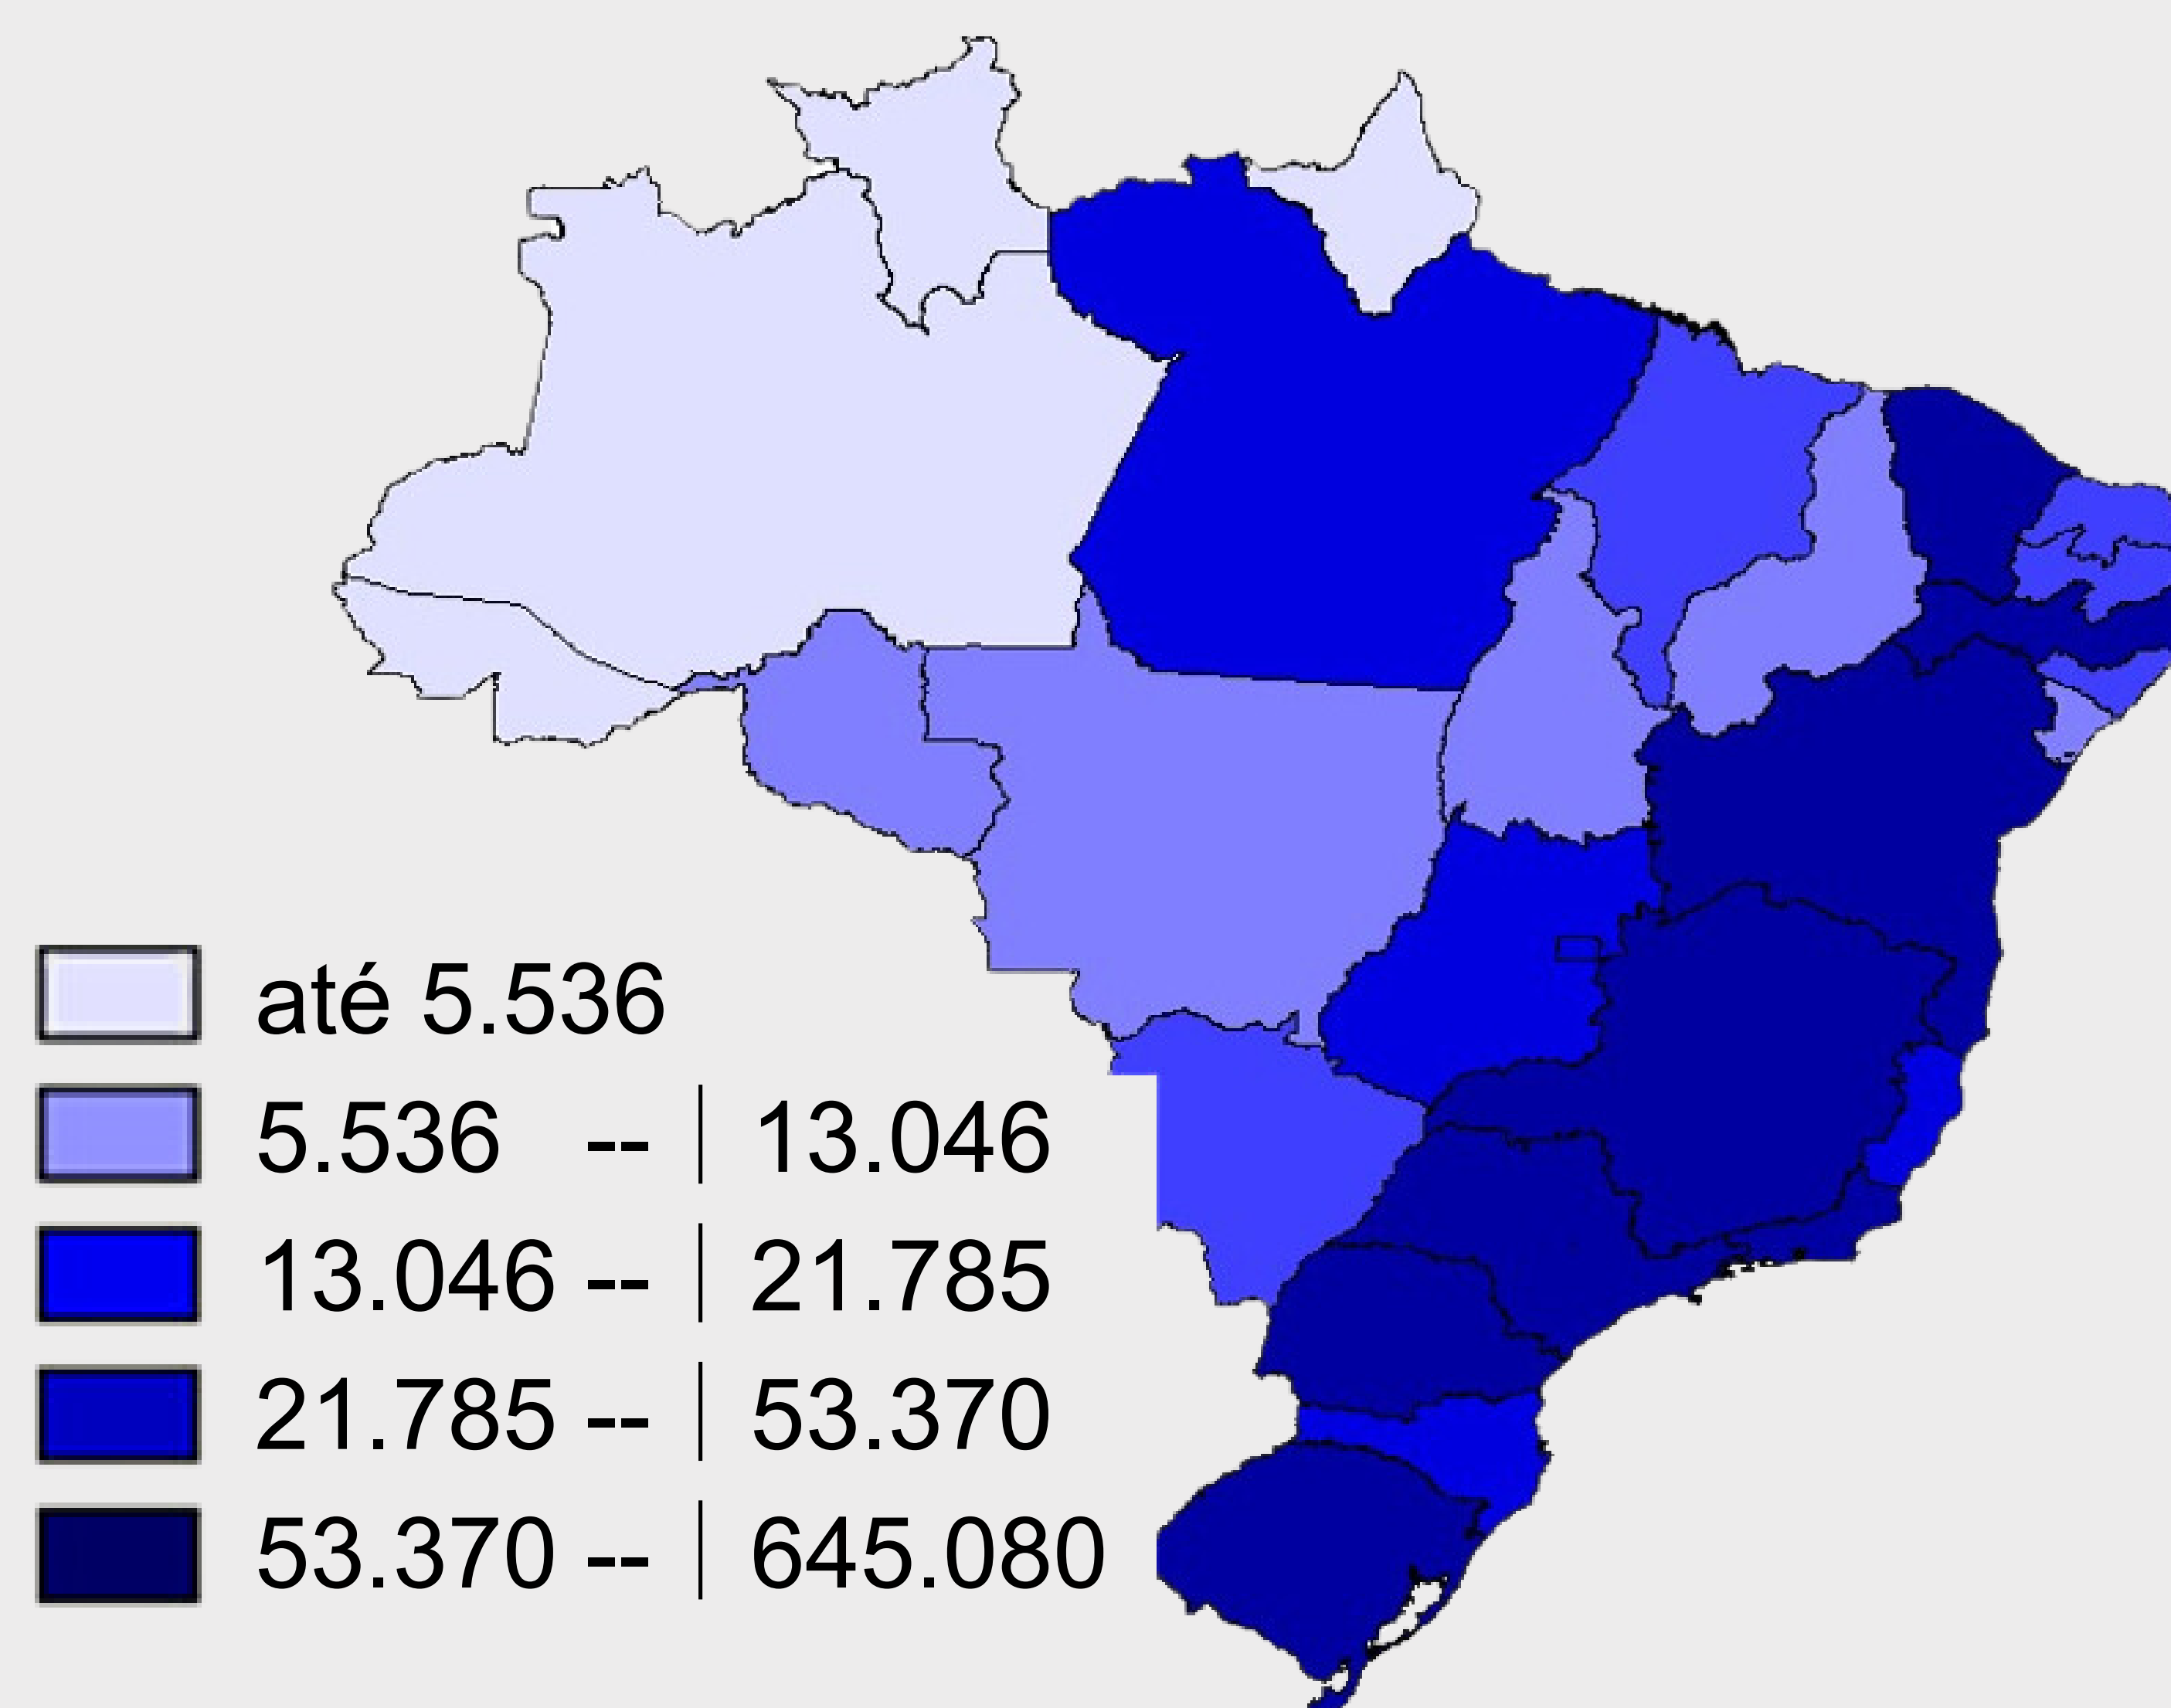 até 5.536
5.536 -- | 13.046
13.046 -- | 21.785
21.785 -- | 53.370
53.370 -- | 645.080